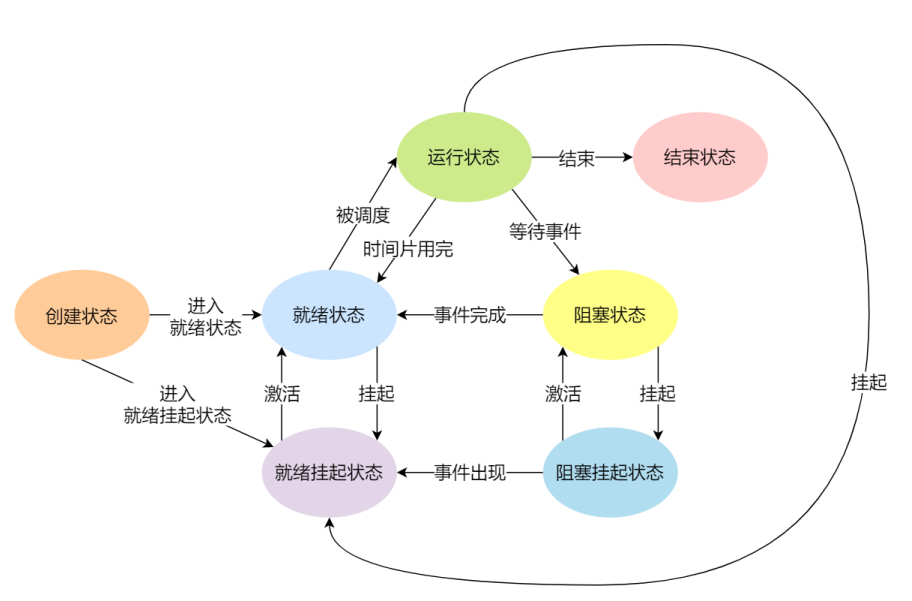 运行状态
结束
结束状态
被调度
时间片用完
等待事件
创建状态
进入
就绪状态
就绪状态
事件完成
阻塞状态
进入
就绪挂起状态
激活
挂起
激活
挂起
挂起
就绪挂起状态
事件出现
阻塞挂起状态